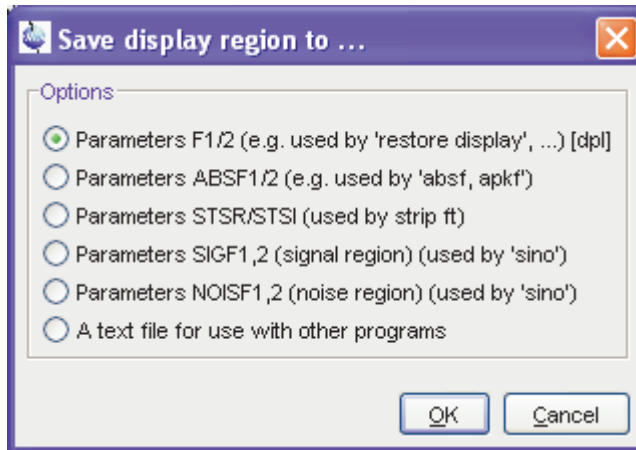 Save display region to ...
Options
Parameters F1/2 (e.g. used by 'restore display', ...) [dpl]
Parameters ABSF1/2 (e.g. used by 'absf, apkf')
Parameters STSR/STSI (used by strip ft)
Parameters SIGF1,2 (signal region) (used by 'sino')
Parameters NOISF1,2 (noise region) (used by 'sino')
A text file for use with other programs
OK Cancel